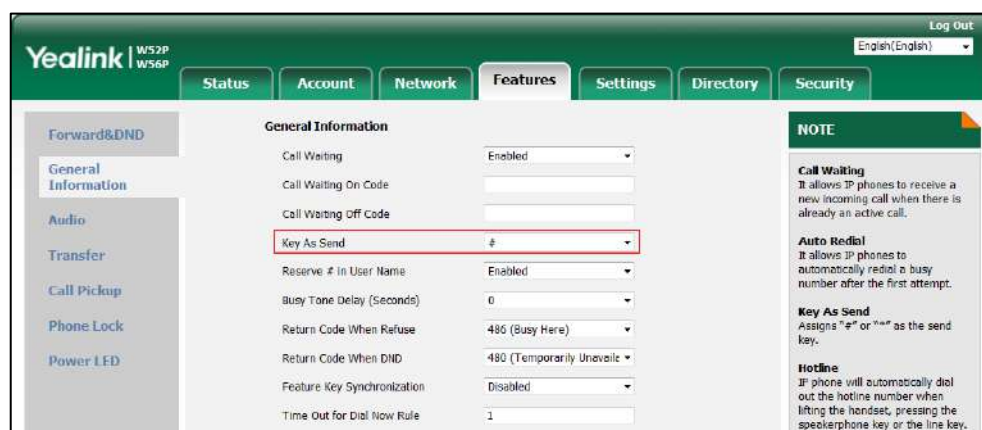 Log Out
Yealink | W52P
W56P
English(English)
Status
Account
Network
Features
Settings
Directory
Security
Forward&DND
General
Information
Audio
Transfer
Call Pickup
Phone Lock
Power LED
General Information
Call Waiting Enabled
Call Waiting On Code
Call Waiting Off Code
Key As Send #
Reserve # in User Name Enabled
Busy Tone Delay (Seconds) 0
Return Code When Refuse 486 (Busy Here)
Return Code When DND 480 (Temporarily Unavaila
Feature Key Synchronization Disabled
Time Out for Dial Now Rule 1
NOTE
Call Waiting
It allows IP phones to receive a
new incoming call when there is
already an active call.
Auto Redial
It allows IP phones to
automatically redial a busy
number after the first attempt.
Key As Send
Assigns "#" or "*" as the send
key.
Hotline
IP phone will automatically dial
out the hotline number when
lifting the handset, pressing the
speakerphone key or the line key.